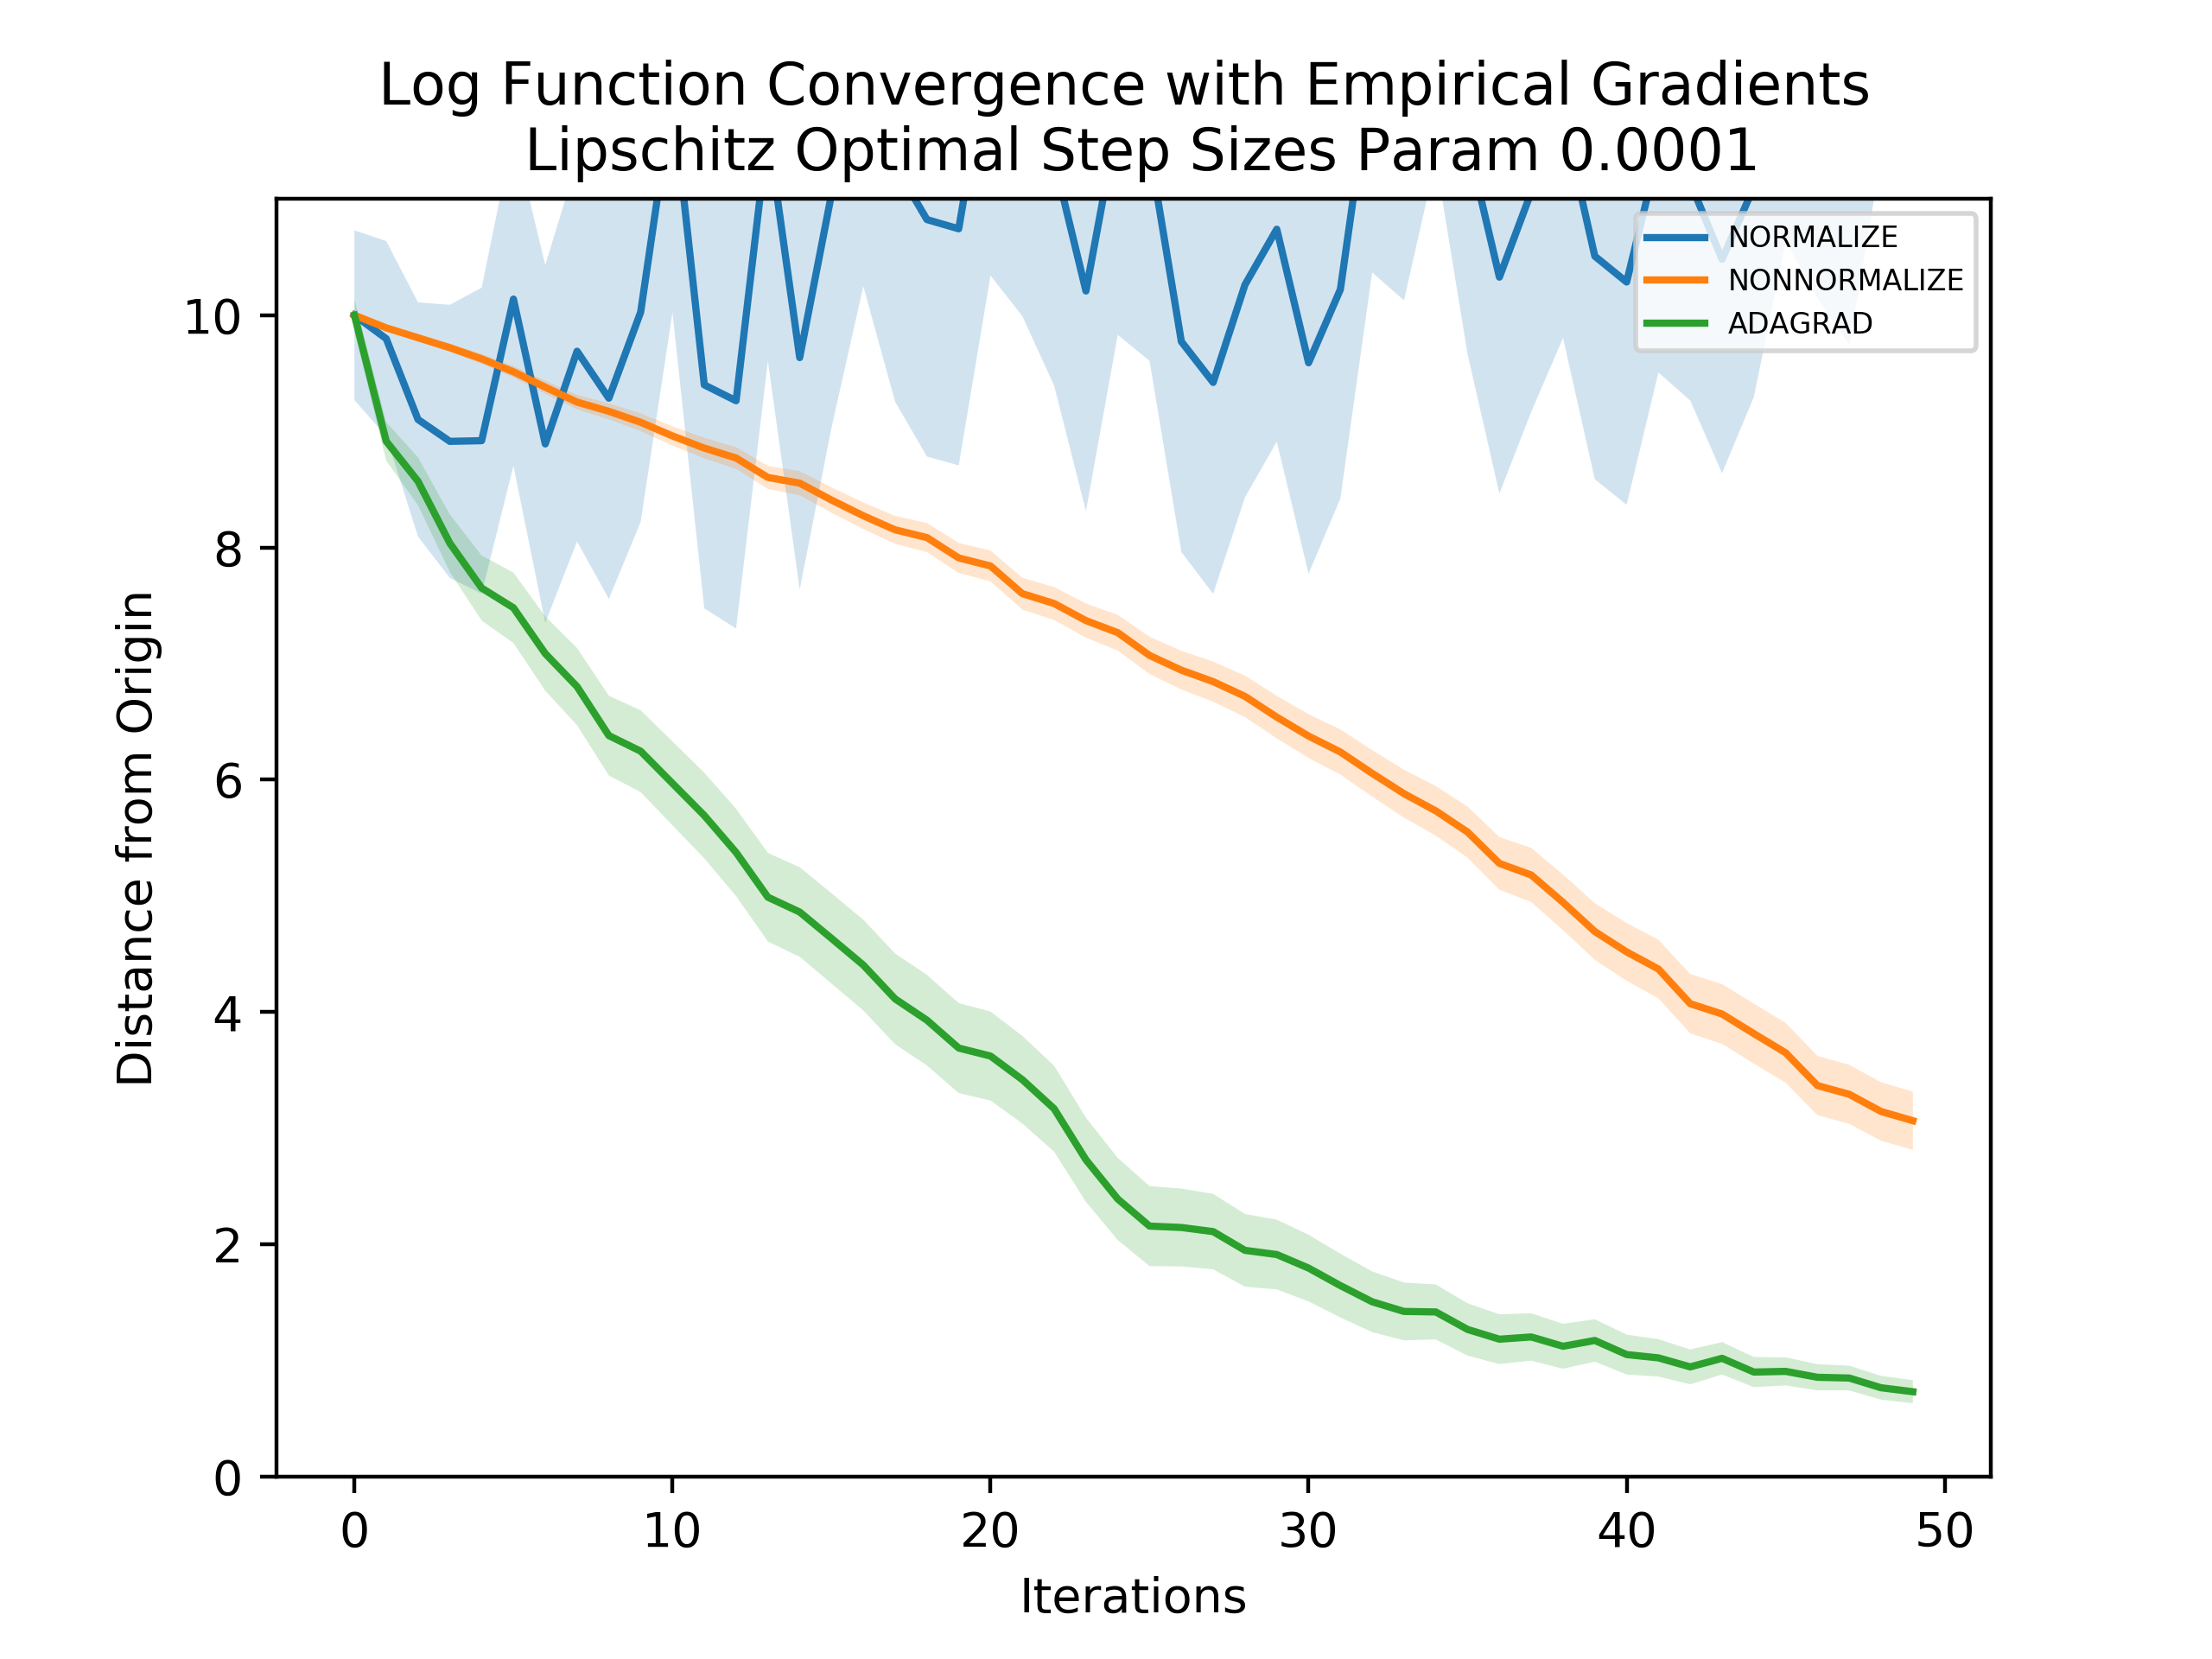 Log Function Convergence with Empirical Gradients
Lipschitz Optimal Step Sizes Param 0.0001
NORMALIZE
NONNORMALIZE
ADAGRAD
Distance from Origin
10
8
6
4
2
0
0 10 20 30 40 50
Iterations